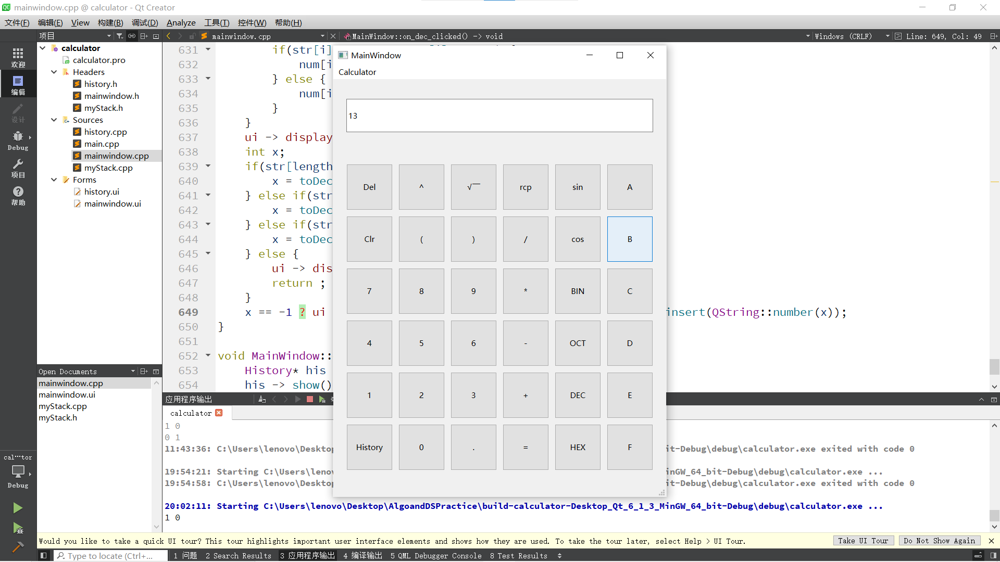 mainwindow.cpp @ calculator - Qt Creator
文件(F) 编辑(E) View 构建(B) 调试(D) Analyze 工具(T) 控件(W) 帮助(H)
项目
mainwindow.cpp
MainWindow::on_dec_clicked() -> void
Windows (CRLF)
Line: 649, Col: 49
欢迎
编辑
设计
Debug
项目
帮助
calculator
calculator.pro
Headers
history.h
mainwindow.h
myStack.h
Sources
history.cpp
main.cpp
mainwindow.cpp
myStack.cpp
Forms
history.ui
mainwindow.ui
Open Documents
mainwindow.cpp
mainwindow.ui
myStack.cpp
myStack.h
631 if(str[i]
632 num[i
633 } else {
634 num[i
635 }
636 }
637 ui -> display
638 int x;
639 if(str[length
640 x = toDec
641 } else if(str
642 x = toDec
643 } else if(str
644 x = toDec
645 } else {
646 ui -> dis
647 return ;
648 }
649 x == -1 ? ui insert(QString::number(x));
650 }
651
652 void MainWindow::
653 History* his
654 his -> show()
MainWindow
Calculator
13
Del ^ √‾ rcp sin A
Clr ( ) / cos B
7 8 9 * BIN C
4 5 6 - OCT D
1 2 3 + DEC E
History 0 . = HEX F
应用程序输出
calculator
1 0
0 1
11:43:36: C:\Users\lenovo\Desktop it-Debug\debug\calculator.exe exited with code 0
19:54:21: Starting C:\Users\lenov inGW_64_bit-Debug\debug\calculator.exe ...
19:54:58: C:\Users\lenovo\Desktop it-Debug\debug\calculator.exe exited with code 0
20:02:11: Starting C:\Users\lenovo\Desktop\AlgoandDSPractice\build-calculator-Desktop_Qt_6_1_3_MinGW_64_bit-Debug\debug\calculator.exe ...
1 0
cal···tor
Debug
Would you like to take a quick UI tour? This tour highlights important user interface elements and shows how they are used. To take the tour later, select Help > UI Tour.
Take UI Tour
Do Not Show Again
Type to locate (Ctrl+...
1 问题 2 Search Results 3 应用程序输出 4 编译输出 5 QML Debugger Console 8 Test Results